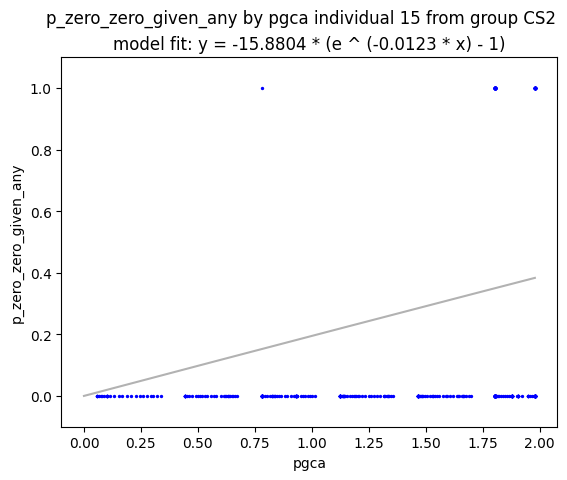 p_zero_zero_given_any by pgca individual 15 from group CS2
model fit: y = -15.8804 * (e ^ (-0.0123 * x) - 1)
1.0
0.8
0.6
0.4
0.2
0.0
p_zero_zero_given_any
0.00 0.25 0.50 0.75 1.00 1.25 1.50 1.75 2.00
pgca